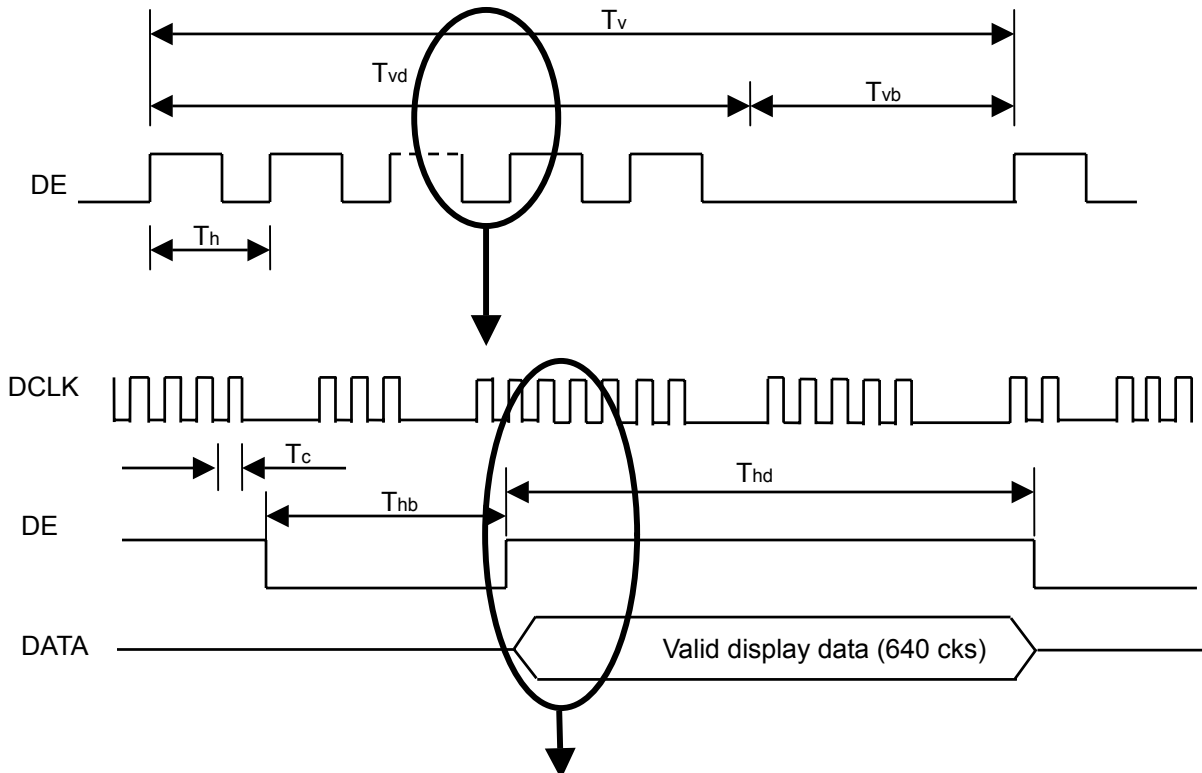 Tv
Tvd
Tvb
DE
Th
DCLK
Tc
Thd
Thb
DE
DATA
Valid display data (640 cks)